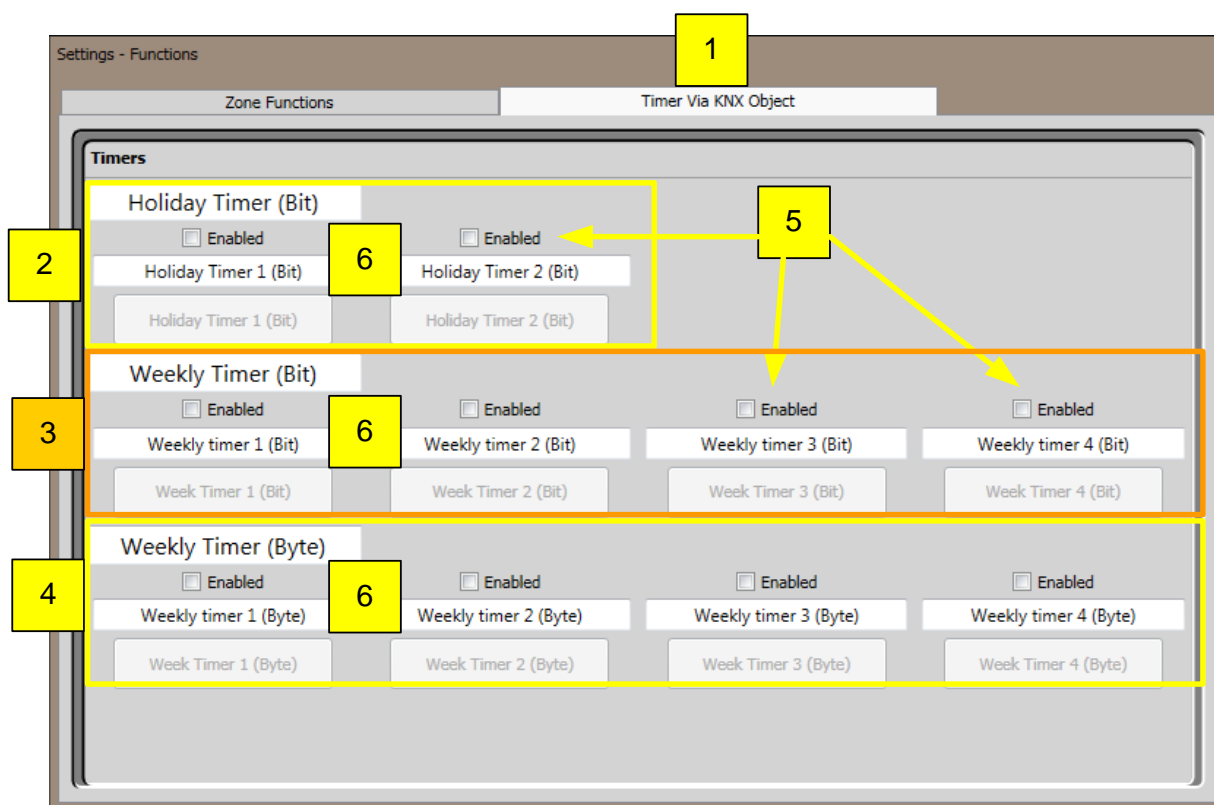 1
Settings - Functions
Zone Functions
Timer Via KNX Object
Timers
Holiday Timer (Bit)
5
2
Enabled
6
Enabled
Holiday Timer 1 (Bit)
Holiday Timer 2 (Bit)
Holiday Timer 1 (Bit)
Holiday Timer 2 (Bit)
Weekly Timer (Bit)
3
Enabled
6
Enabled
Enabled
Enabled
Weekly timer 1 (Bit)
Weekly timer 2 (Bit)
Weekly timer 3 (Bit)
Weekly timer 4 (Bit)
Week Timer 1 (Bit)
Week Timer 2 (Bit)
Week Timer 3 (Bit)
Week Timer 4 (Bit)
Weekly Timer (Byte)
4
Enabled
6
Enabled
Enabled
Enabled
Weekly timer 1 (Byte)
Weekly timer 2 (Byte)
Weekly timer 3 (Byte)
Weekly timer 4 (Byte)
Week Timer 1 (Byte)
Week Timer 2 (Byte)
Week Timer 3 (Byte)
Week Timer 4 (Byte)